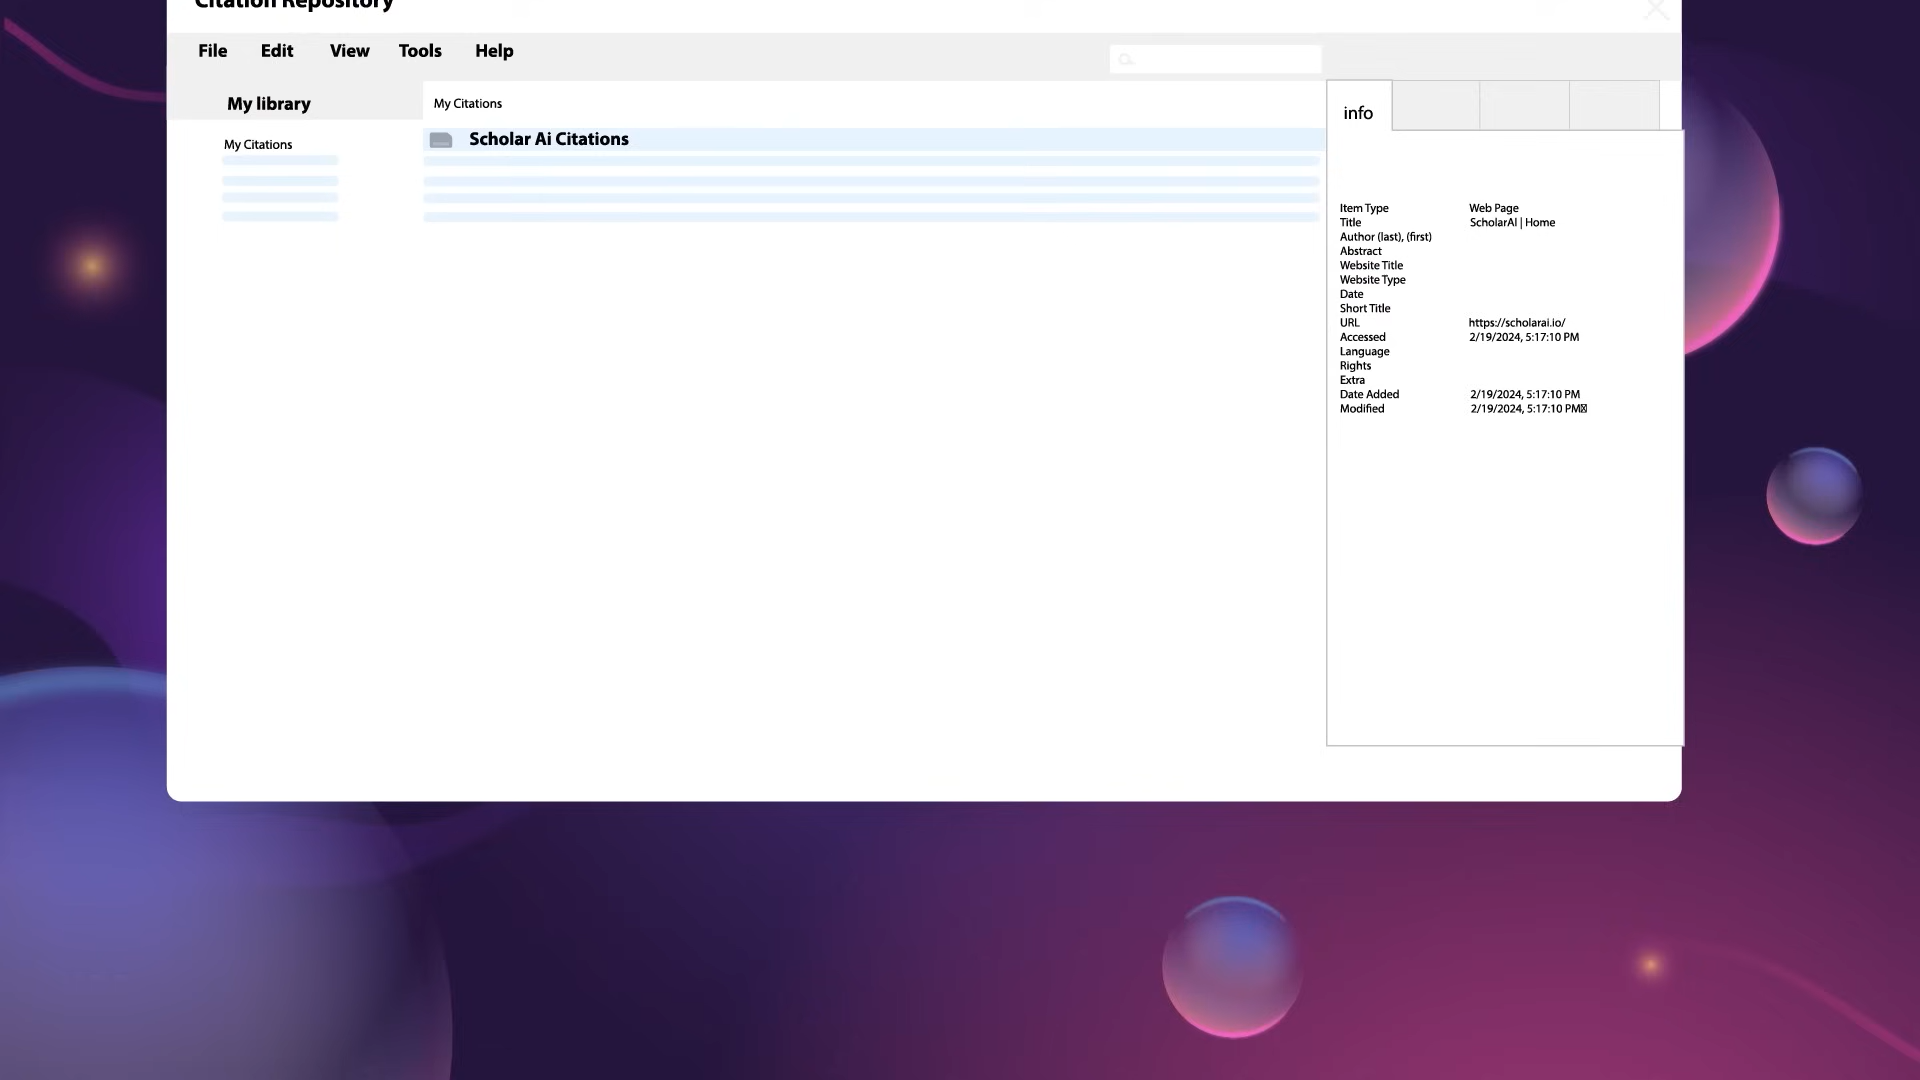 Citation Repository
File Edit View Tools Help
My library
My Citations
My Citations
Scholar Ai Citations
info
Item Type Web Page
Title ScholarAI | Home
Author (last), (first)
Abstract
Website Title
Website Type
Date
Short Title
URL https://scholarai.io/
Accessed 2/19/2024, 5:17:10 PM
Language
Rights
Extra
Date Added 2/19/2024, 5:17:10 PM
Modified 2/19/2024, 5:17:10 PM